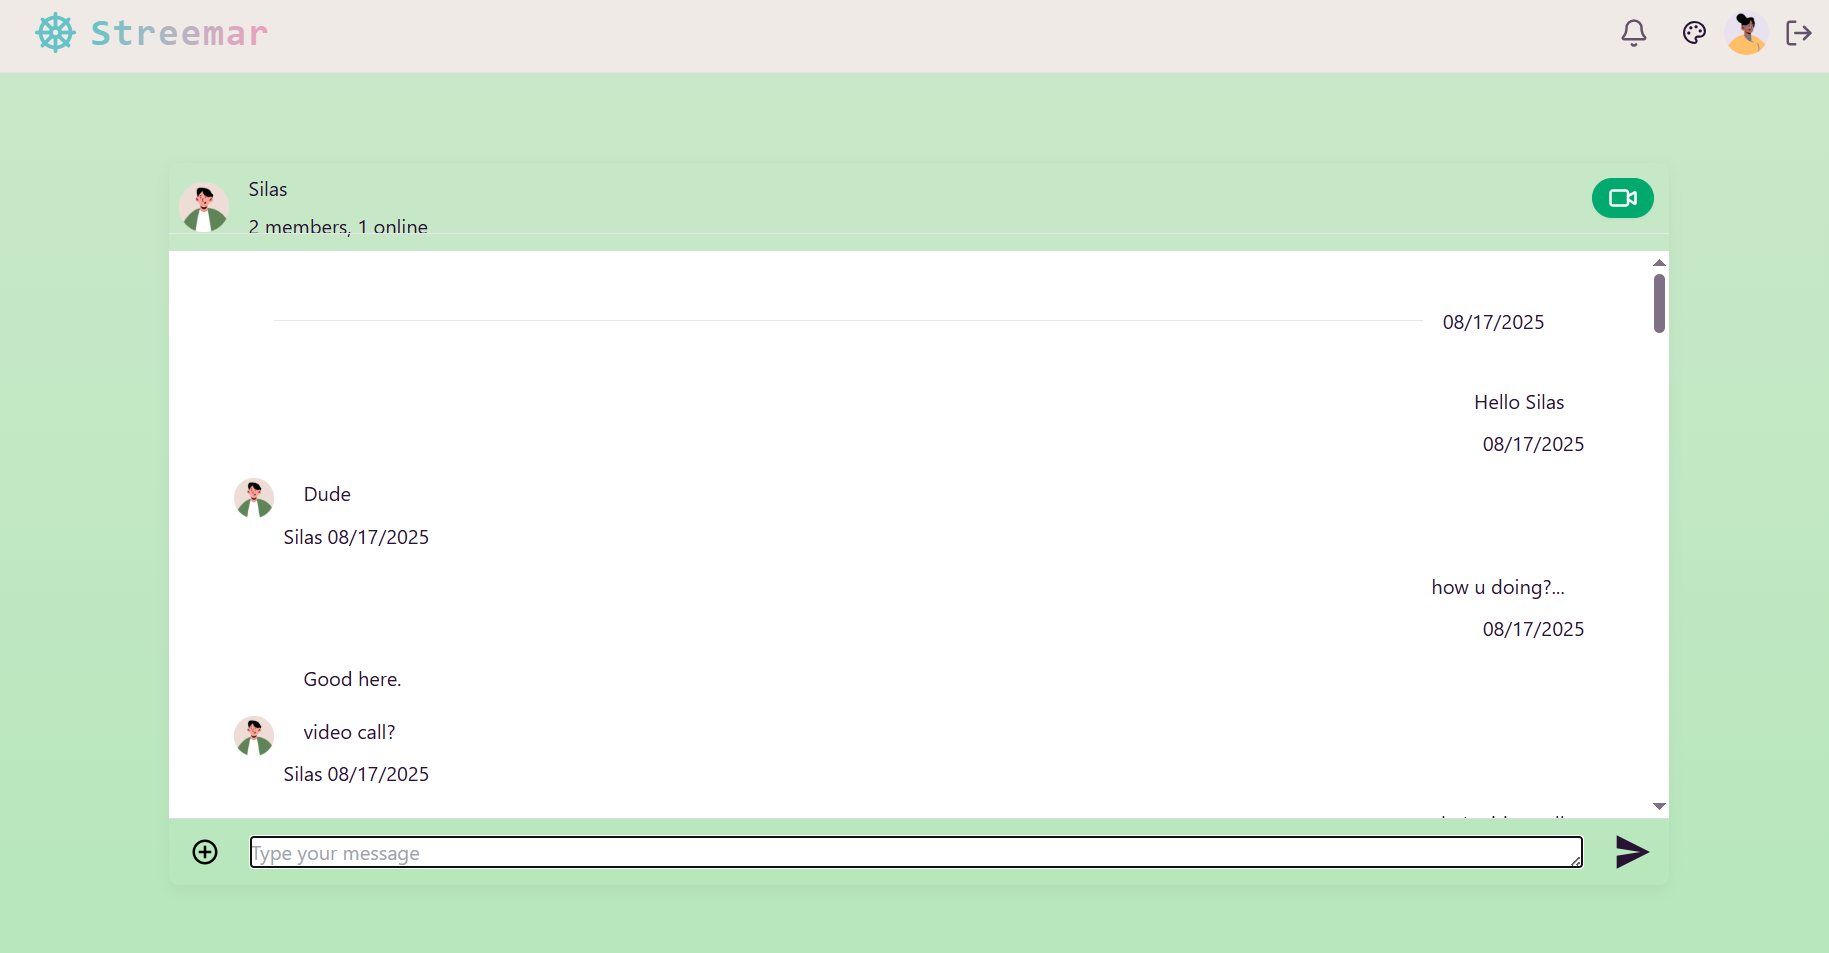 Streemar
Silas
2 members, 1 online
08/17/2025
Hello Silas
08/17/2025
Dude
Silas 08/17/2025
how u doing?...
08/17/2025
Good here.
video call?
Silas 08/17/2025
Type your message